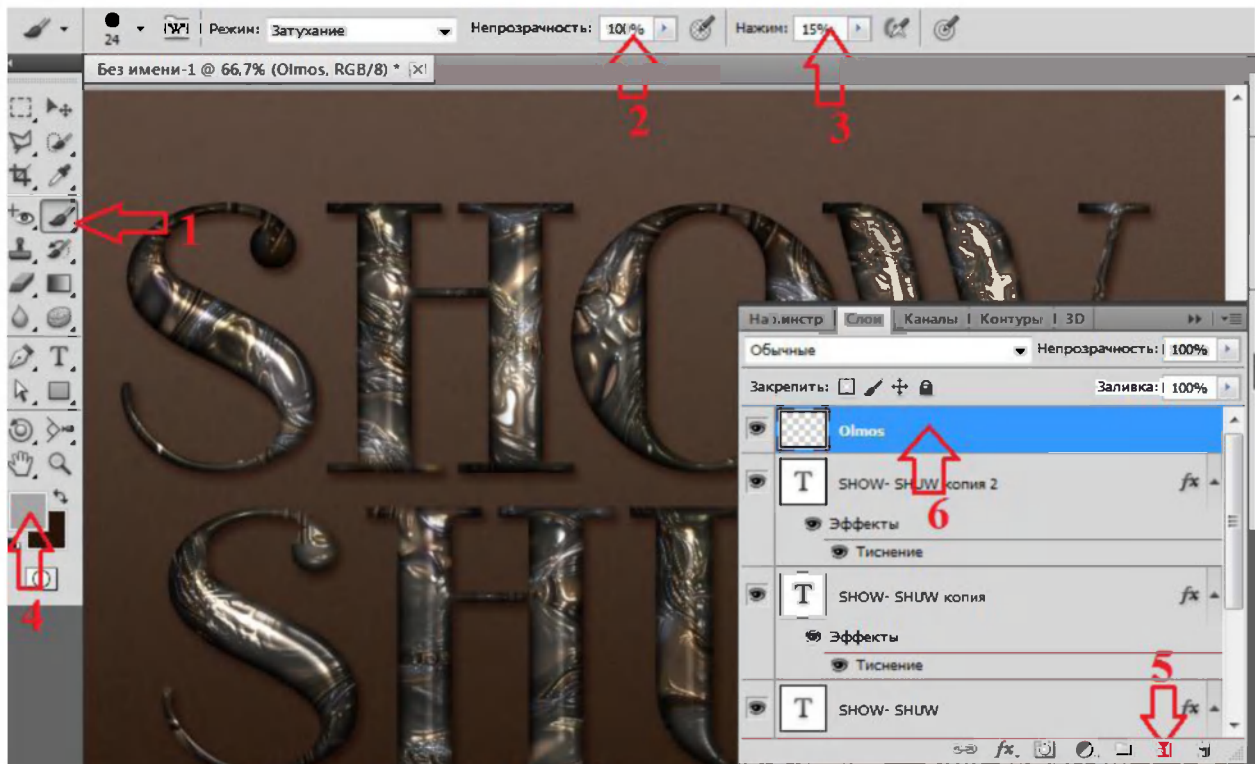 24 Режим: Затухание Непрозрачность: 100% Нажим: 15%
Без имени-1 @ 66,7% (Olmos, RGB/8) *
2
3
1
SHOW
SHU
4
Слои Каналы Контуры 3D
Обычные Непрозрачность: 100%
Закрепить: Заливка: 100%
Olmos
6
T SHOW- SHUW копия 2 fx
Эффекты
Тиснение
T SHOW- SHUW копия fx
Эффекты
Тиснение
5
T SHOW- SHUW fx
fx.